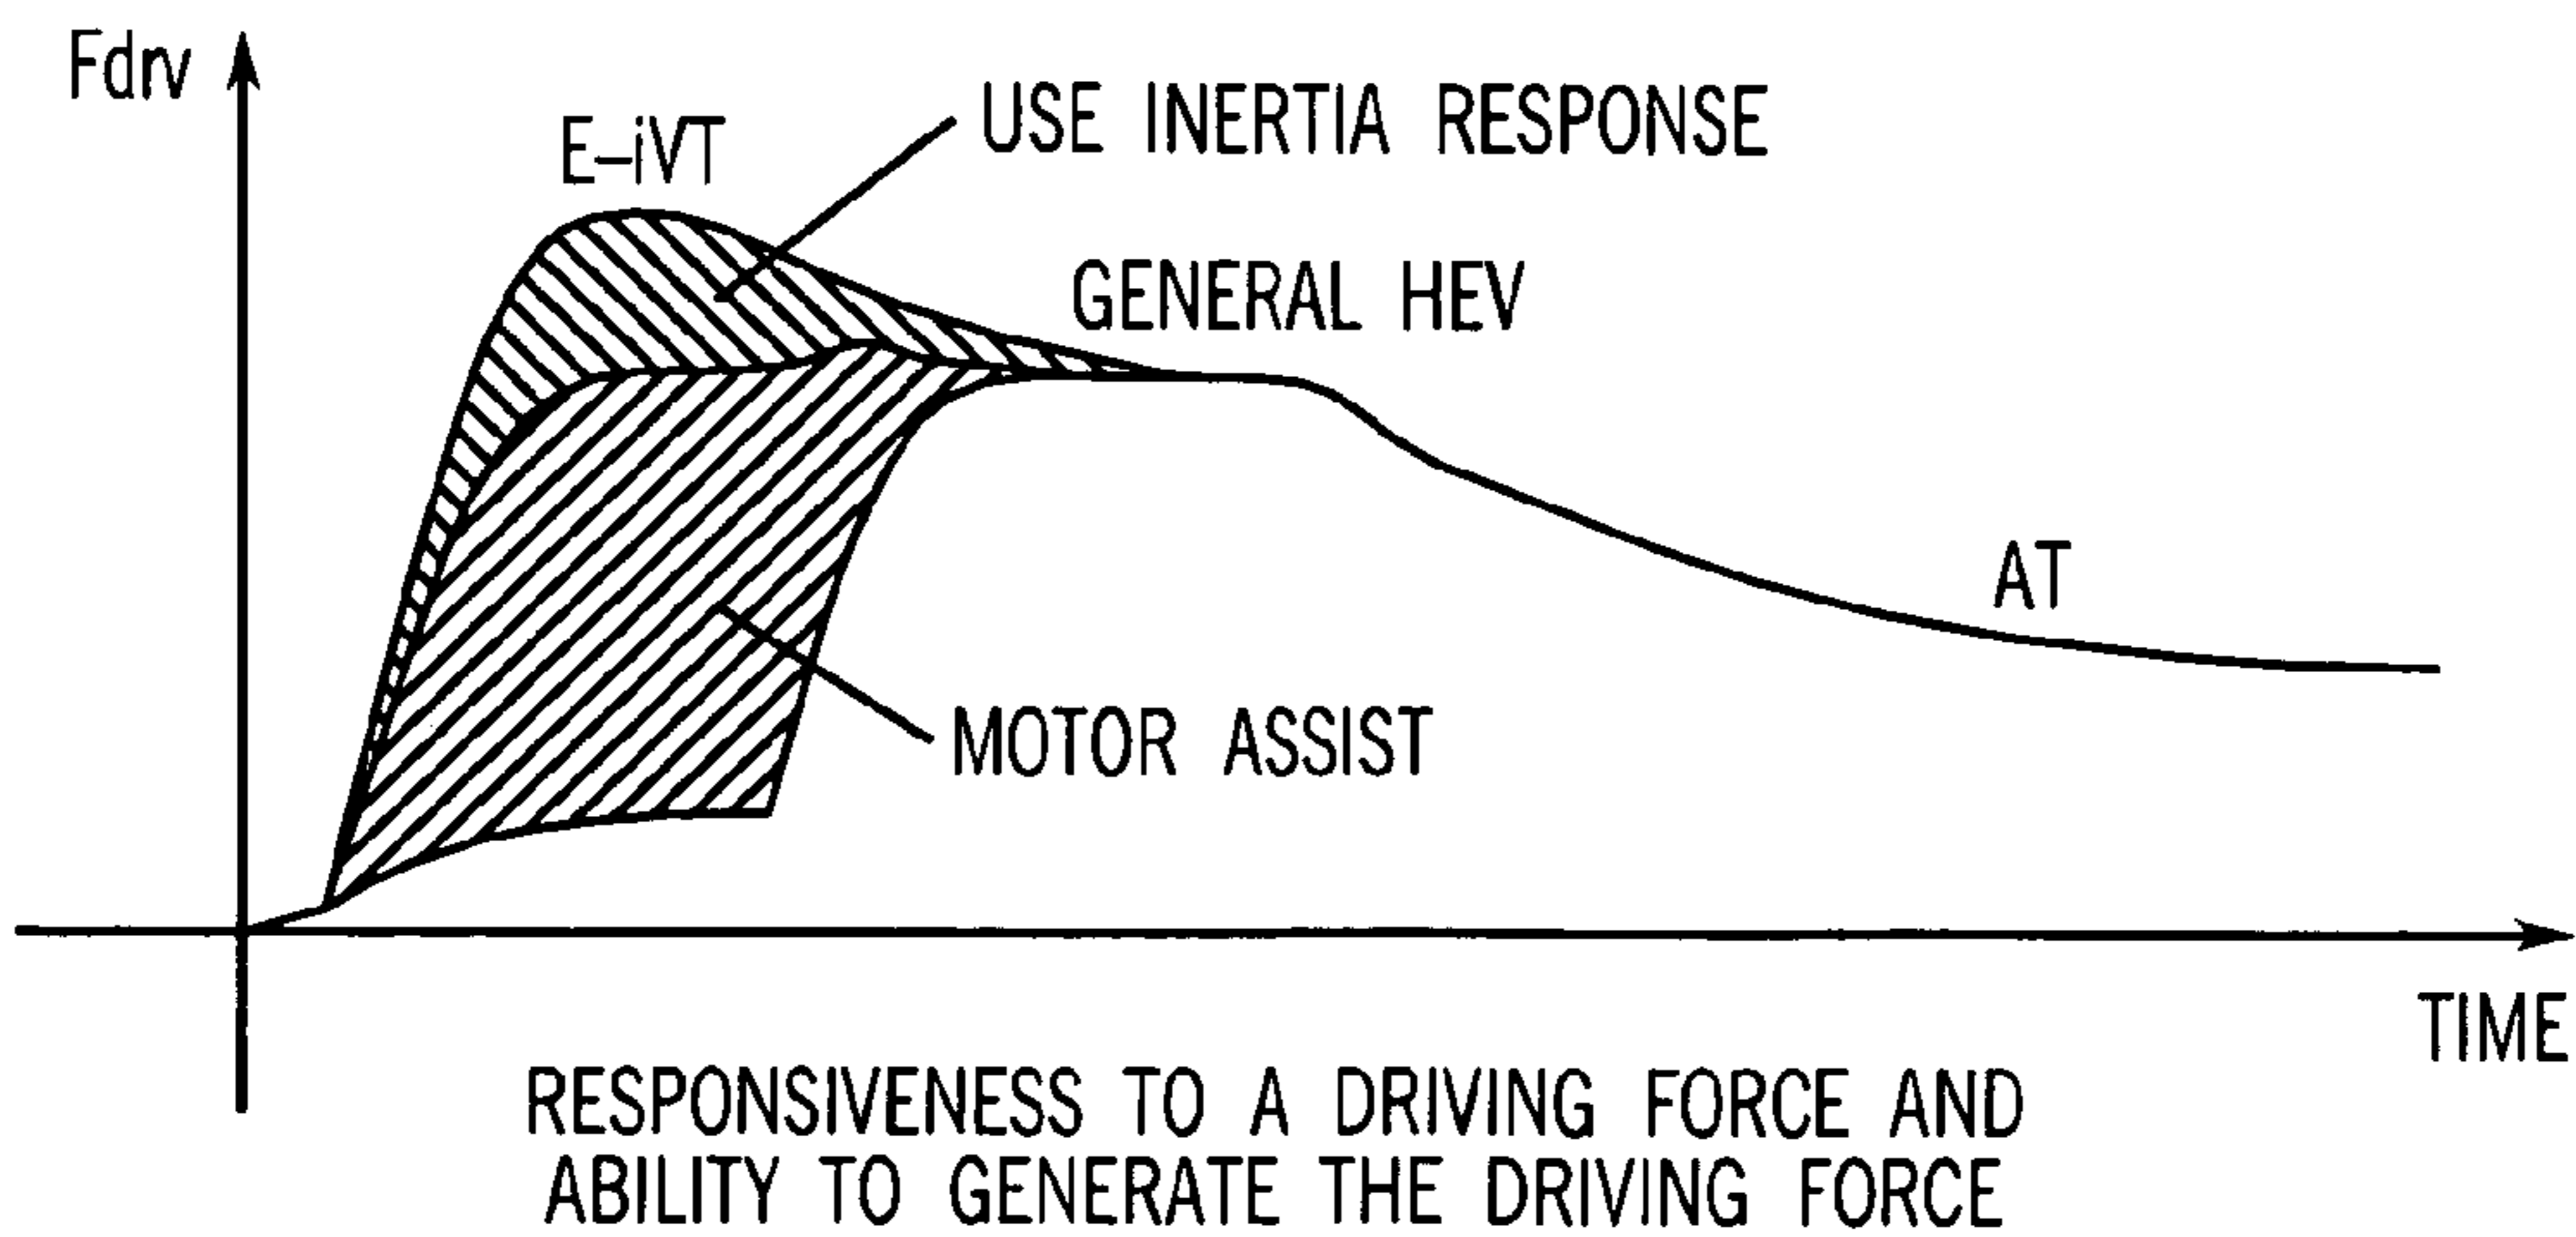 Fdrv
E-iVT
USE INERTIA RESPONSE
GENERAL HEV
AT
MOTOR ASSIST
TIME
RESPONSIVENESS TO A DRIVING FORCE AND
ABILITY TO GENERATE THE DRIVING FORCE